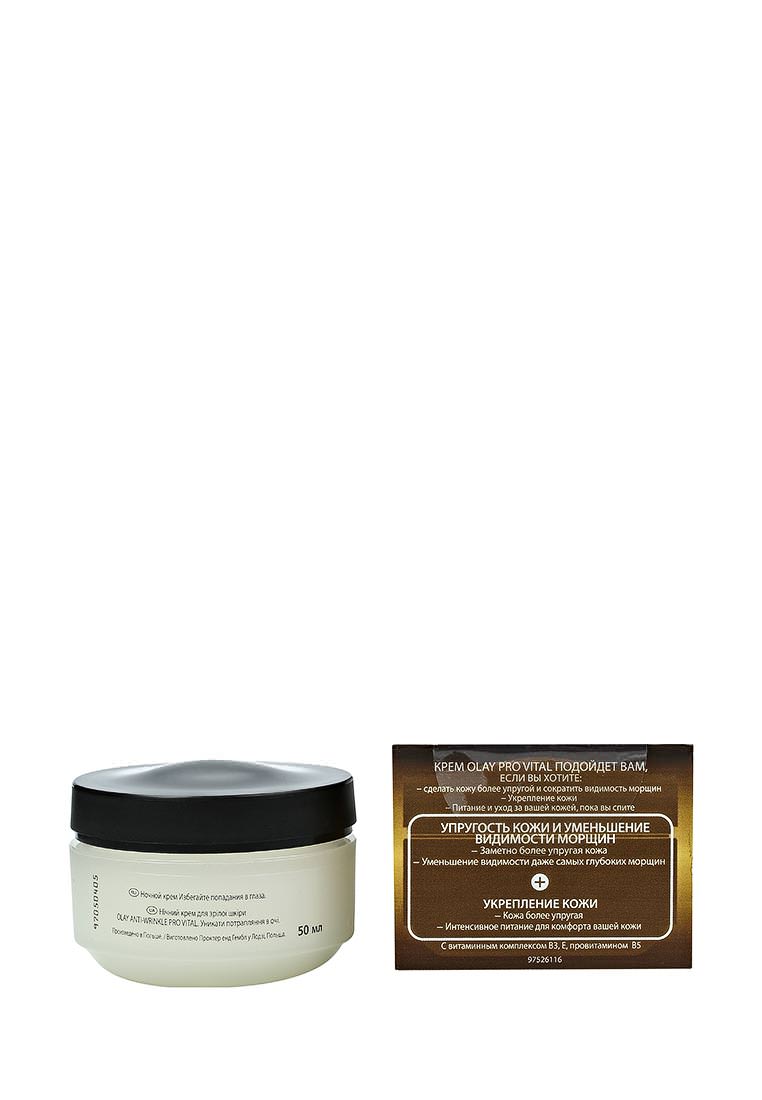 97050405
RU Ночной крем Избегайте попадания в глаза.
UA Нічний крем для зрілої шкіри
OLAY ANTI-WRINKLE PRO VITAL. Уникати потрапляння в очі.
Произведено в Польше. / Виготовлено Проктер енд Гембл у Лодзі, Польща.
50 мл
КРЕМ OLAY PRO VITAL ПОДОЙДЕТ ВАМ,
ЕСЛИ ВЫ ХОТИТЕ:
– сделать кожу более упругой и сократить видимость морщин
– Укрепление кожи
– Питание и уход за вашей кожей, пока вы спите
УПРУГОСТЬ КОЖИ И УМЕНЬШЕНИЕ
ВИДИМОСТИ МОРЩИН
– Заметно более упругая кожа
– Уменьшение видимости даже самых глубоких морщин
+
УКРЕПЛЕНИЕ КОЖИ
– Кожа более упругая
– Интенсивное питание для комфорта вашей кожи
С витаминным комплексом В3, Е, провитамином В5
97526116